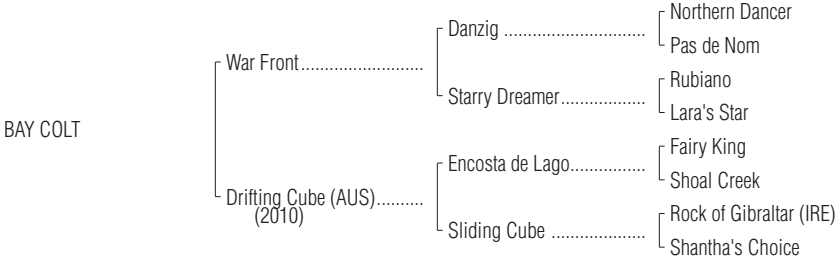 Northern Dancer
Danzig ..............................
Pas de Nom
War Front..........................
Rubiano
Starry Dreamer..................
Lara's Star
BAY COLT
Fairy King
Encosta de Lago................
Shoal Creek
Drifting Cube (AUS)..........
(2010)
Rock of Gibraltar (IRE)
Sliding Cube ....................
Shantha's Choice